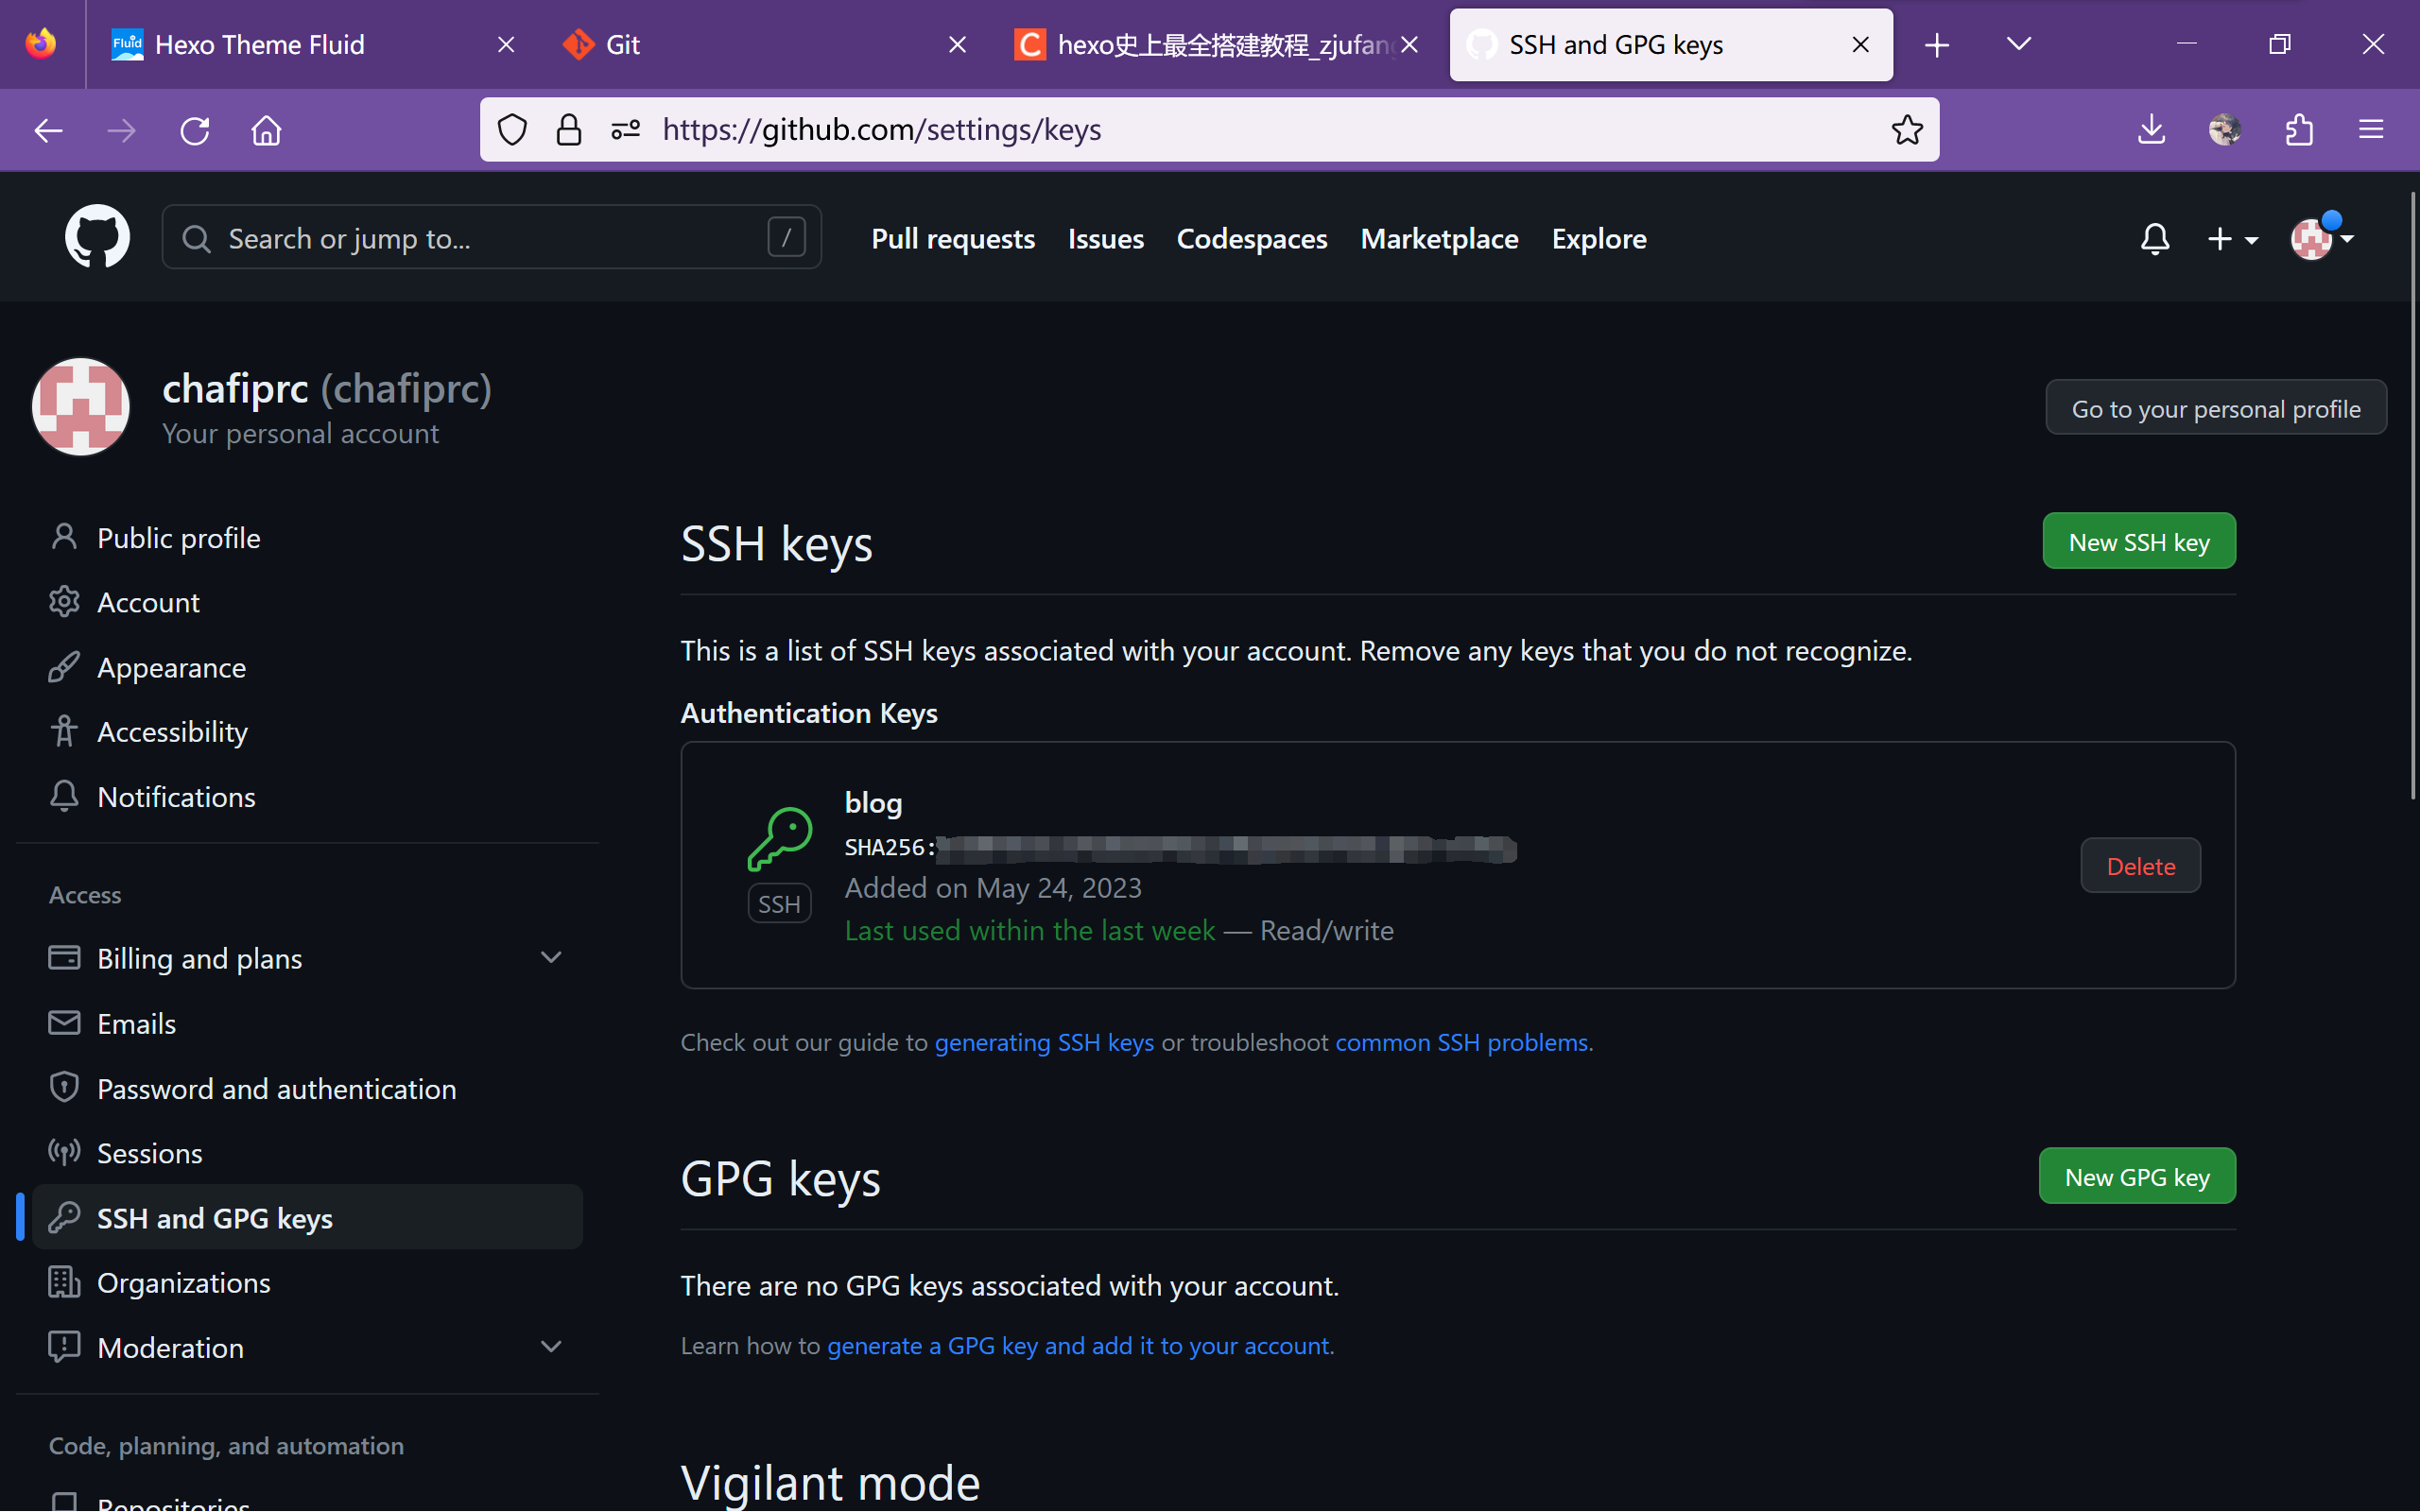 Fluid Hexo Theme Fluid
Git
C hexo史上最全搭建教程_zjufan
SSH and GPG keys
https://github.com/settings/keys
Search or jump to... /
Pull requests Issues Codespaces Marketplace Explore
chafiprc (chafiprc)
Your personal account
Go to your personal profile
Public profile
Account
Appearance
Accessibility
Notifications
Access
Billing and plans
Emails
Password and authentication
Sessions
SSH and GPG keys
Organizations
Moderation
Code, planning, and automation
Repositories
SSH keys
New SSH key
This is a list of SSH keys associated with your account. Remove any keys that you do not recognize.
Authentication Keys
blog
SHA256:
Added on May 24, 2023
Last used within the last week — Read/write
SSH
Delete
Check out our guide to generating SSH keys or troubleshoot common SSH problems.
GPG keys
New GPG key
There are no GPG keys associated with your account.
Learn how to generate a GPG key and add it to your account.
Vigilant mode